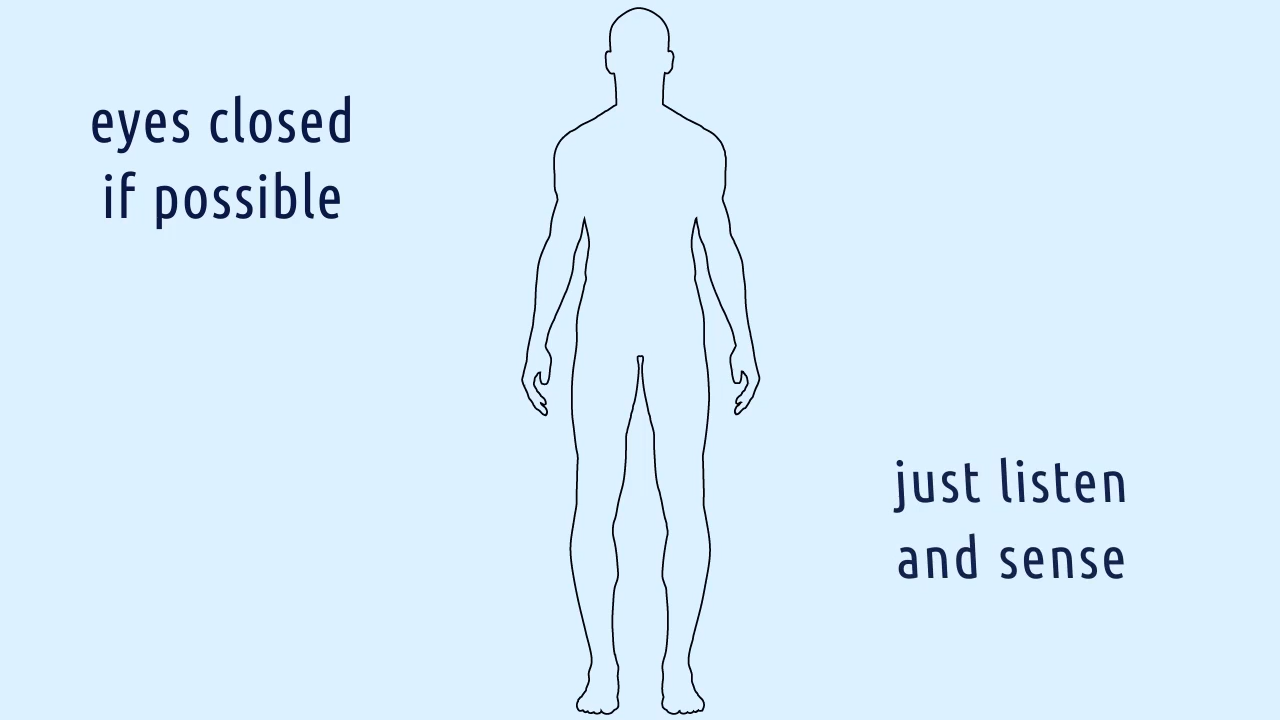 eyes closed
if possible
just listen
and sense